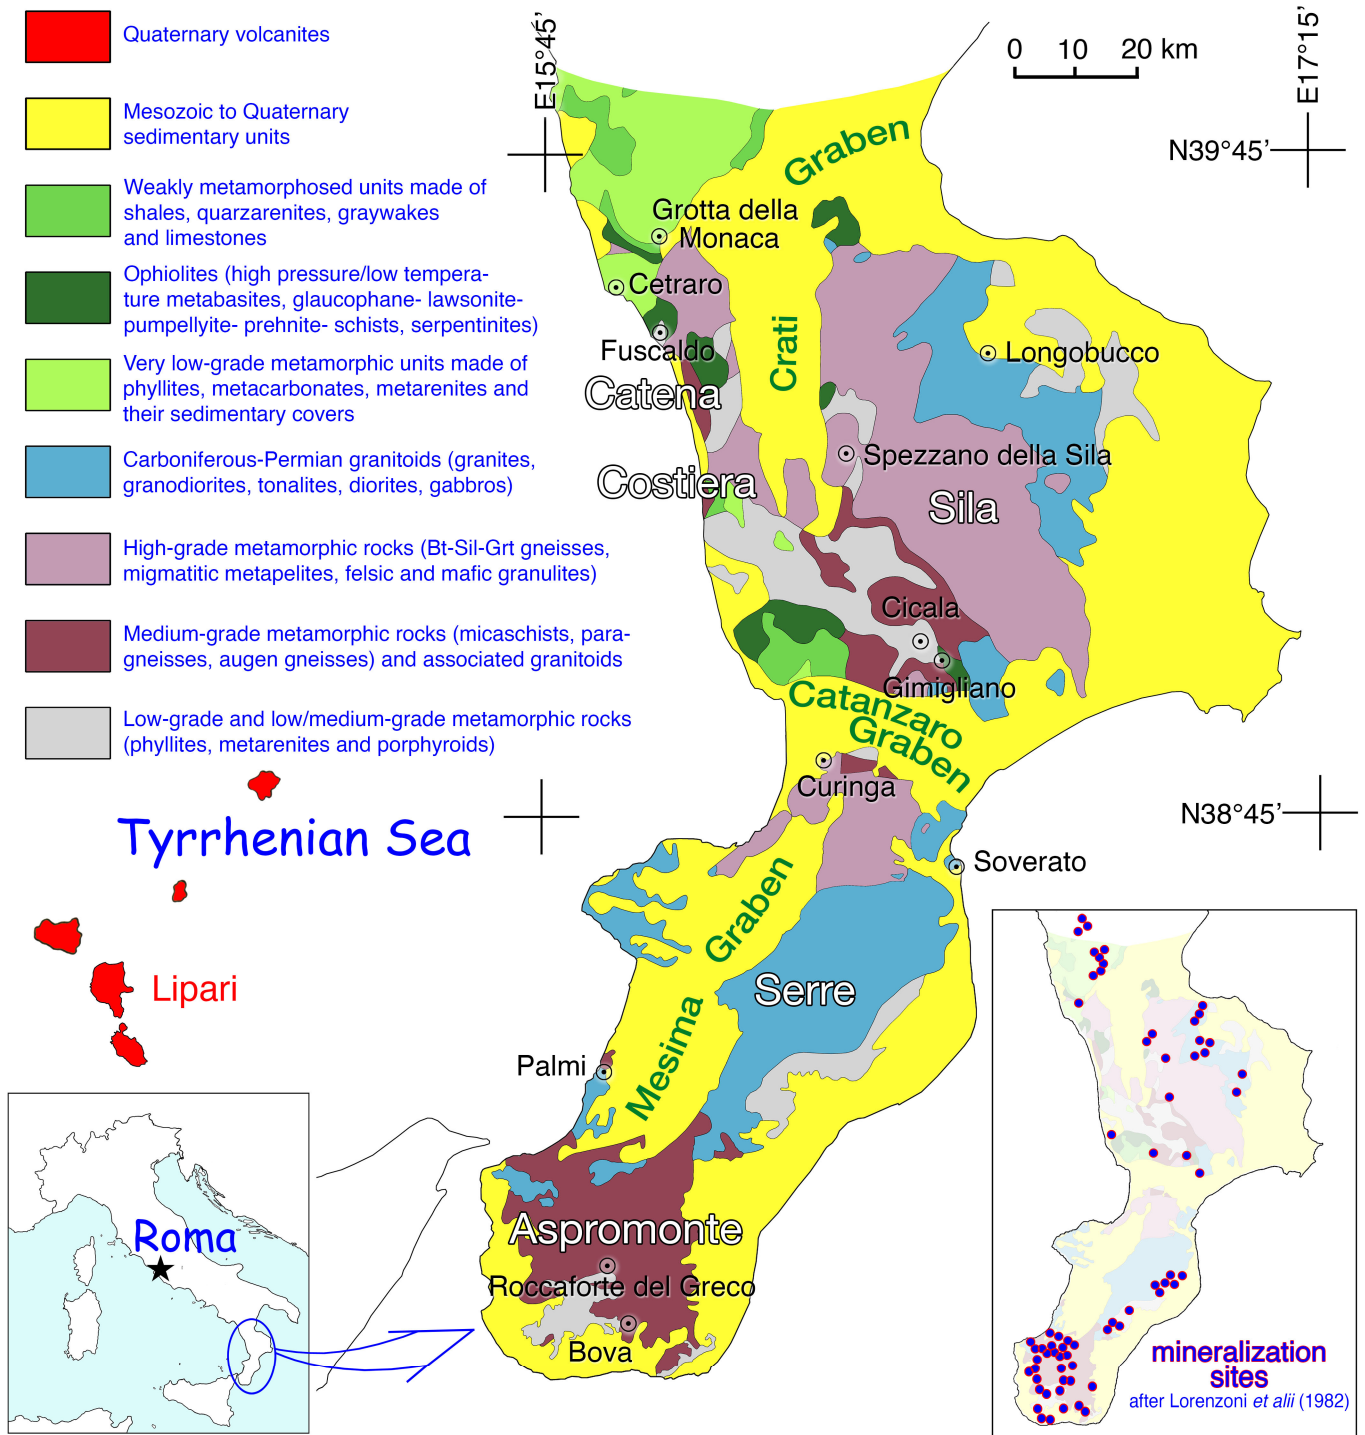 Quaternary volcanites
Mesozoic to Quaternary
sedimentary units
Weakly metamorphosed units made of
shales, quarzarenites, graywakes
and limestones
Ophiolites (high pressure/low tempera-
ture metabasites, glaucophane- lawsonite-
pumpellyite- prehnite- schists, serpentinites)
Very low-grade metamorphic units made of
phyllites, metacarbonates, metarenites and
their sedimentary covers
Carboniferous-Permian granitoids (granites,
granodiorites, tonalites, diorites, gabbros)
High-grade metamorphic rocks (Bt-Sil-Grt gneisses,
migmatitic metapelites, felsic and mafic granulites)
Medium-grade metamorphic rocks (micaschists, para-
gneisses, augen gneisses) and associated granitoids
Low-grade and low/medium-grade metamorphic rocks
(phyllites, metarenites and porphyroids)
E15°45’
0 10 20 km
E17°15’
N39°45’
Graben
Crati
Grotta della
Monaca
Cetraro
Fuscaldo
Catena
Costiera
Longobucco
Spezzano della Sila
Sila
Cicala
Gimigliano
Catanzaro
Graben
Curinga
N38°45’
Soverato
Tyrrhenian Sea
Lipari
Graben
Mesima
Serre
Palmi
Aspromonte
Roccaforte del Greco
Bova
Roma
mineralization
sites
after Lorenzoni et alii (1982)